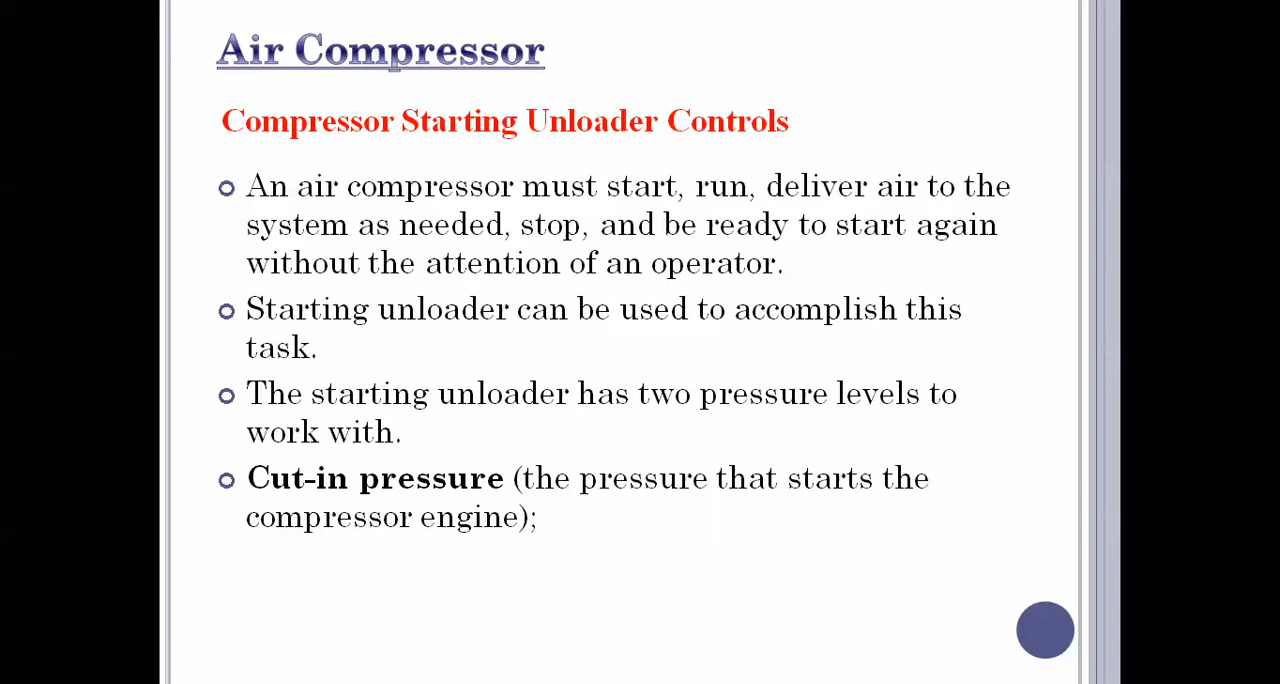 Air Compressor
Compressor Starting Unloader Controls
An air compressor must start, run, deliver air to the
system as needed, stop, and be ready to start again
without the attention of an operator.
Starting unloader can be used to accomplish this
task.
The starting unloader has two pressure levels to
work with.
Cut-in pressure (the pressure that starts the
compressor engine);